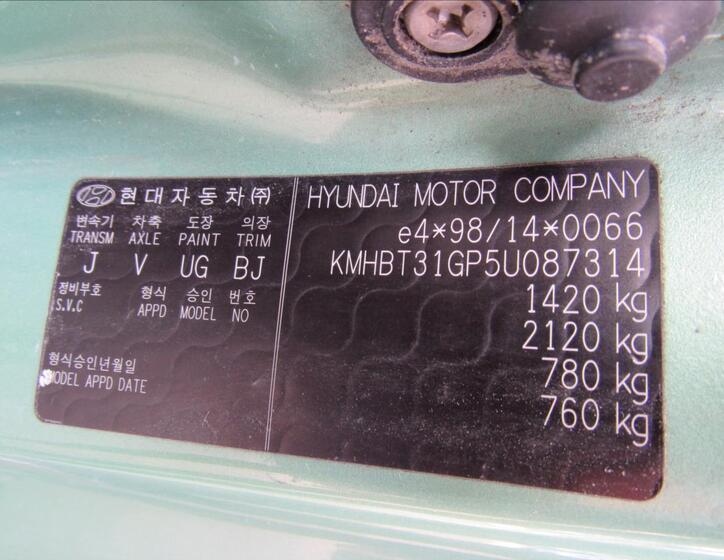 현대자동차㈜
변속기 차축 도장 의장
TRANSM AXLE PAINT TRIM
J V UG BJ
정비부호 형식 승인 번호
S.V.C APPD MODEL NO
형식승인년월일
MODEL APPD DATE
HYUNDAI MOTOR COMPANY
e4*98/14*0066
KMHBT31GP5U087314
1420 kg
2120 kg
780 kg
760 kg